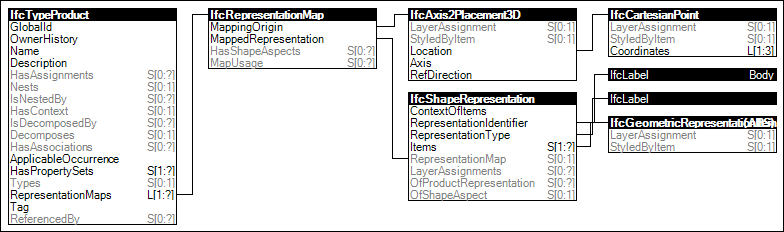 IfcTypeProduct
GlobalId
OwnerHistory
Name
Description
HasAssignments S[0:?]
Nests S[0:1]
IsNestedBy S[0:?]
HasContext S[0:1]
IsDecomposedBy S[0:?]
Decomposes S[0:1]
HasAssociations S[0:?]
ApplicableOccurrence
HasPropertySets S[1:?]
Types S[0:1]
RepresentationMaps L[1:?]
Tag
ReferencedBy S[0:?]
IfcRepresentationMap
MappingOrigin
MappedRepresentation
HasShapeAspects S[0:?]
MapUsage S[0:?]
IfcAxis2Placement3D
LayerAssignment S[0:1]
StyledByItem S[0:1]
Location
Axis
RefDirection
IfcShapeRepresentation
ContextOfItems
RepresentationIdentifier
RepresentationType
Items S[1:?]
RepresentationMap S[0:1]
LayerAssignments S[0:?]
OfProductRepresentation S[0:?]
OfShapeAspect S[0:1]
IfcCartesianPoint
LayerAssignment S[0:1]
StyledByItem S[0:1]
Coordinates L[1:3]
IfcLabel Body
IfcLabel
IfcGeometricRepresentation
LayerAssignment S[0:1]
StyledByItem S[0:1]